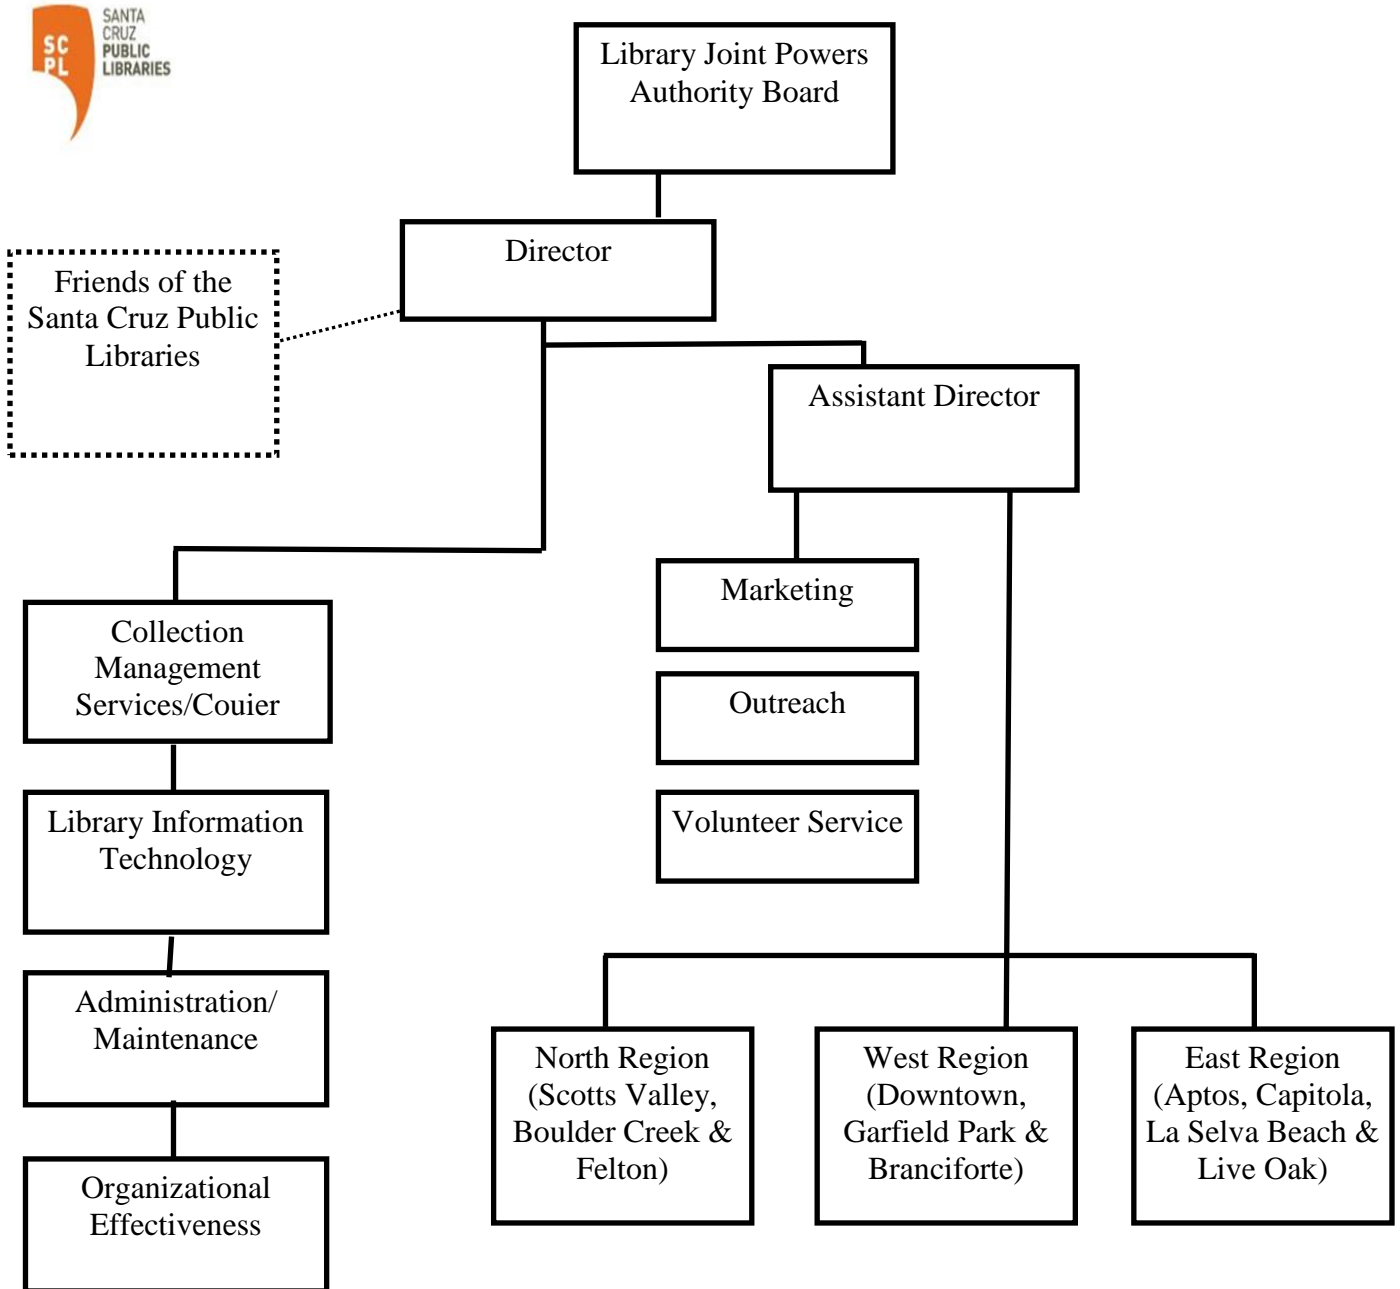 SC
PL
SANTA
CRUZ
PUBLIC
LIBRARIES
Library Joint Powers
Authority Board
Director
Friends of the
Santa Cruz Public
Libraries
Assistant Director
Marketing
Outreach
Volunteer Service
Collection
Management
Services/Couier
Library Information
Technology
Administration/
Maintenance
Organizational
Effectiveness
North Region
(Scotts Valley,
Boulder Creek &
Felton)
West Region
(Downtown,
Garfield Park &
Branciforte)
East Region
(Aptos, Capitola,
La Selva Beach &
Live Oak)